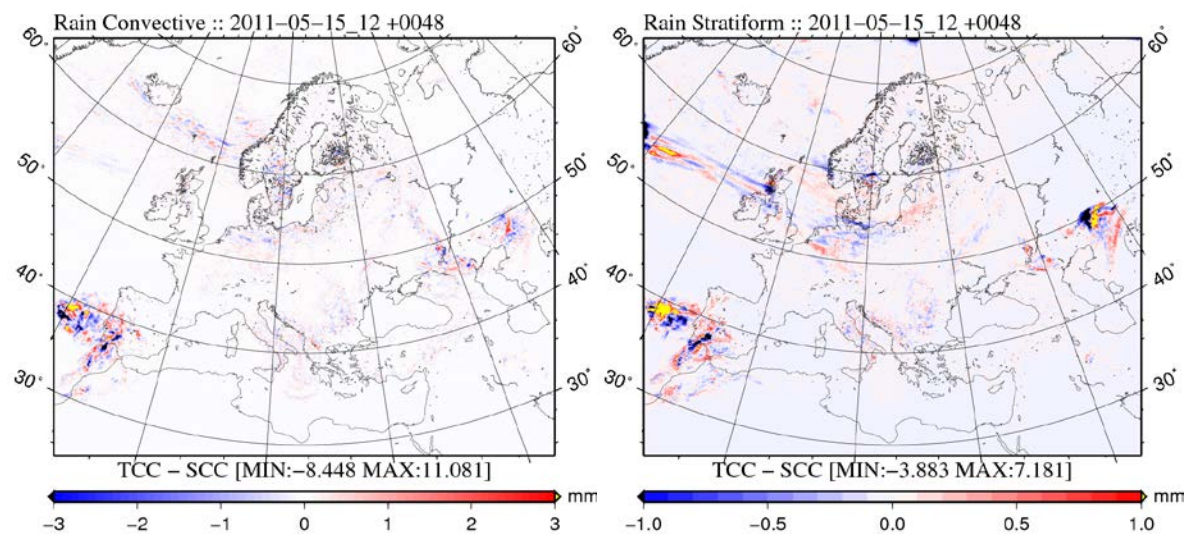 Rain Convective :: 2011−05−15_12 +0048
60°
60°
50°
50°
40°
40°
30°
30°
TCC − SCC [MIN:−8.448 MAX:11.081]
mm
−3 −2 −1 0 1 2 3
Rain Stratiform :: 2011−05−15_12 +0048
60°
60°
50°
50°
40°
40°
30°
30°
TCC − SCC [MIN:−3.883 MAX:7.181]
mm
−1.0 −0.5 0.0 0.5 1.0